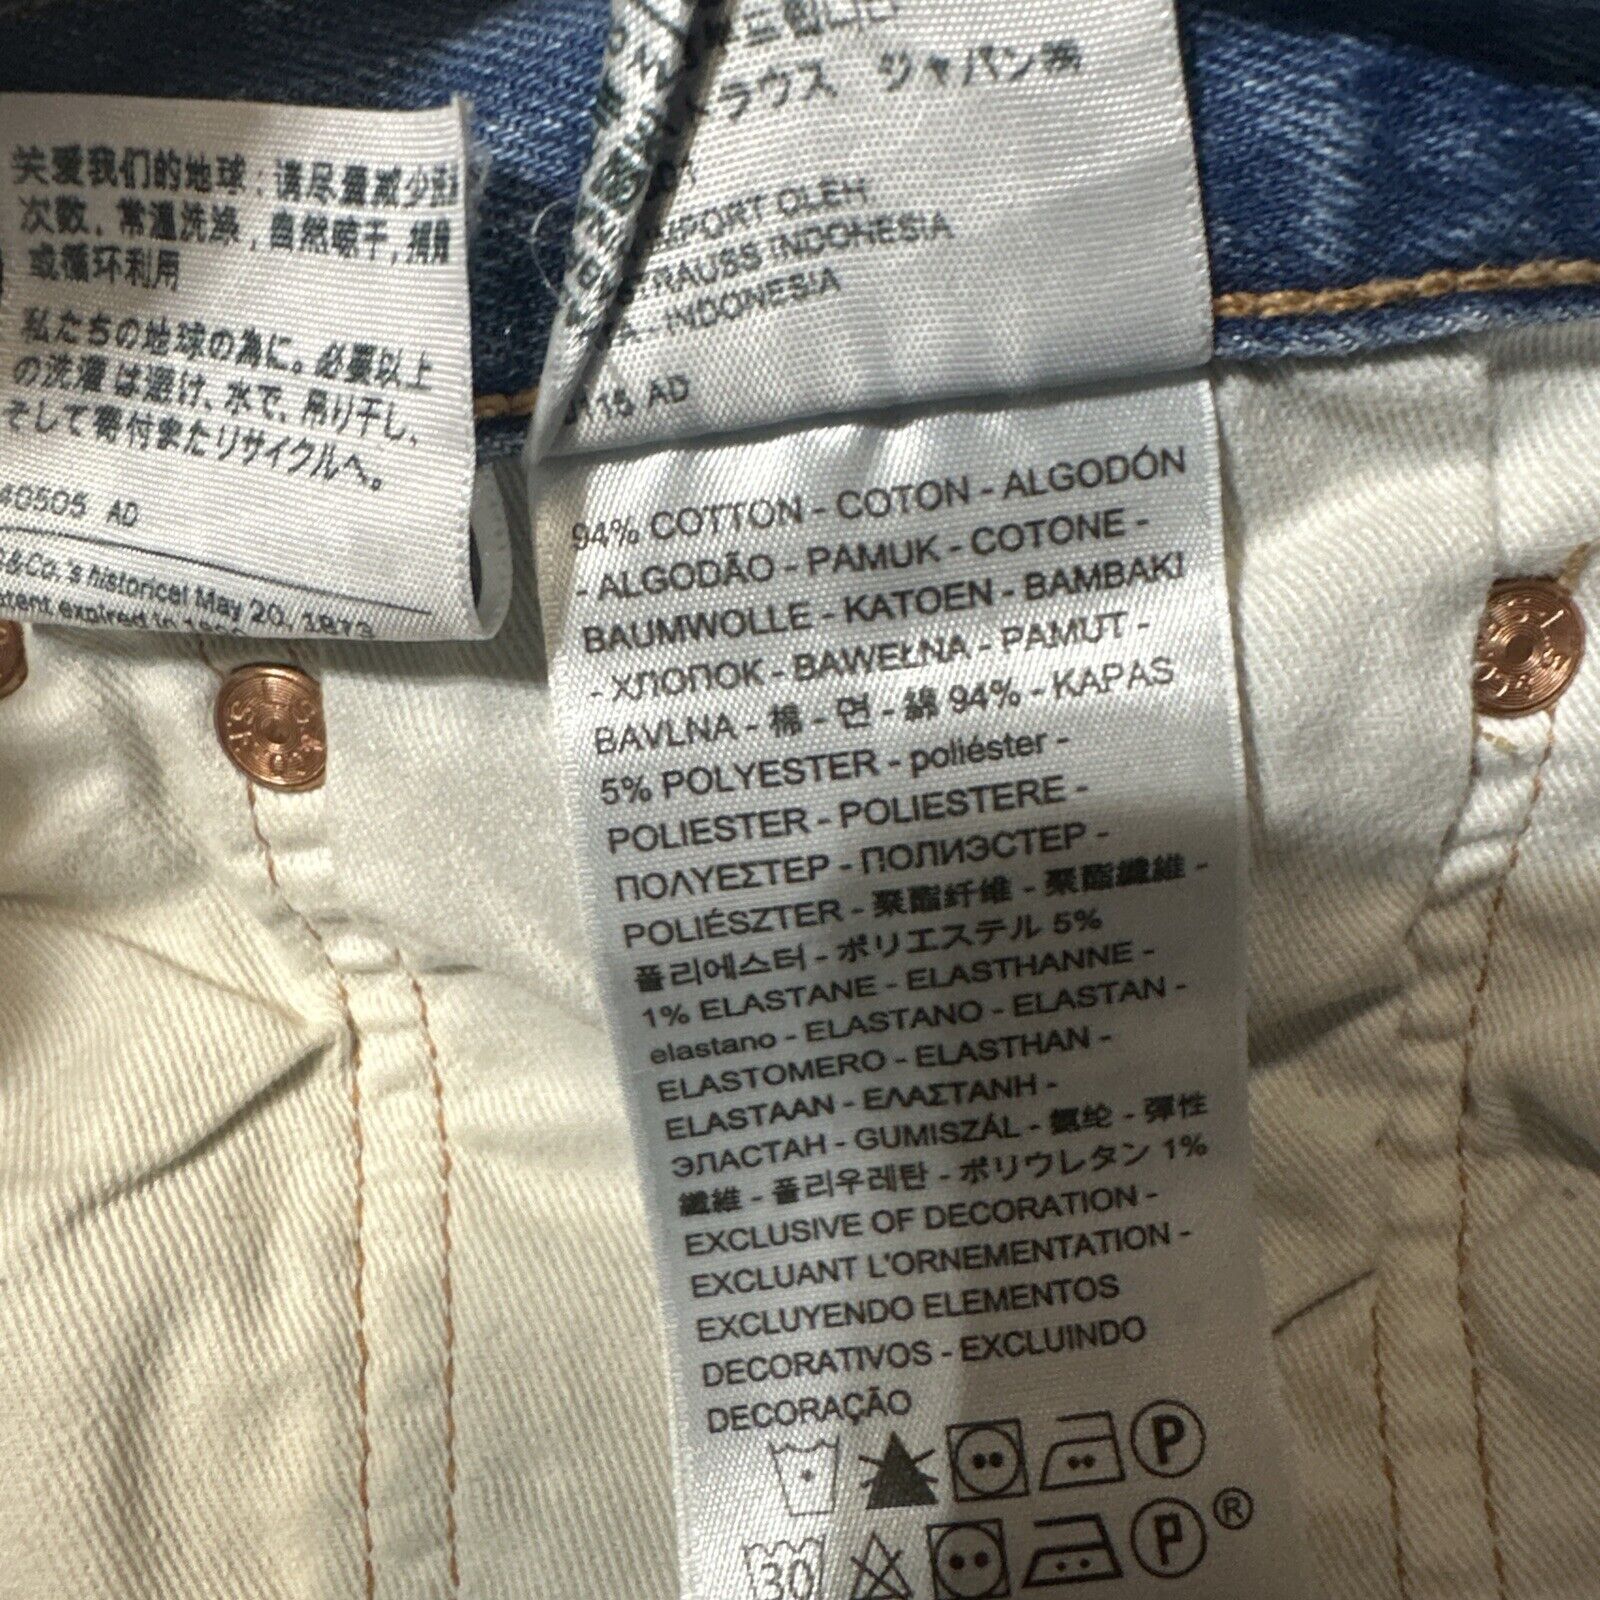 关爱我们的地球，请尽量减少
次数，常温洗涤，自然晾干，捐
或循环利用
私たちの地球の為に。必要以上
の洗濯は避け、水で、吊り干し、
そして寄付またリサイクルへ。
40505 AD
&Co.'s historical May 20, 1873
expired in
ラウス ジャパン㈱
IMPORT OLEH:
STRAUSS INDONESIA
INDONESIA
115 AD
94% COTTON - COTON - ALGODÓN
- ALGODÃO - PAMUK - COTONE -
BAUMWOLLE - KATOEN - BAMBAKI
- ХЛОПОК - BAWEŁNA - PAMUT -
BAVLNA - 棉 - 면 - 綿 94% - KAPAS
5% POLYESTER - poliéster -
POLIESTER - POLIESTERE -
ΠΟΛΥΕΣΤΕΡ - ПОЛИЭСТЕР -
POLIÉSZTER - 聚酯纤维 - 聚酯纖維 -
폴리에스터 - ポリエステル 5%
1% ELASTANE - ELASTHANNE -
elastano - ELASTANO - ELASTAN -
ELASTOMERO - ELASTHAN -
ELASTAAN - ΕΛΑΣΤΑΝΗ -
ЭЛАСТАН - GUMISZÁL - 氨纶 - 彈性
纖維 - 폴리우레탄 - ポリウレタン 1%
EXCLUSIVE OF DECORATION -
EXCLUANT L'ORNEMENTATION -
EXCLUYENDO ELEMENTOS
DECORATIVOS - EXCLUINDO
DECORAÇÃO
P
30 P ®